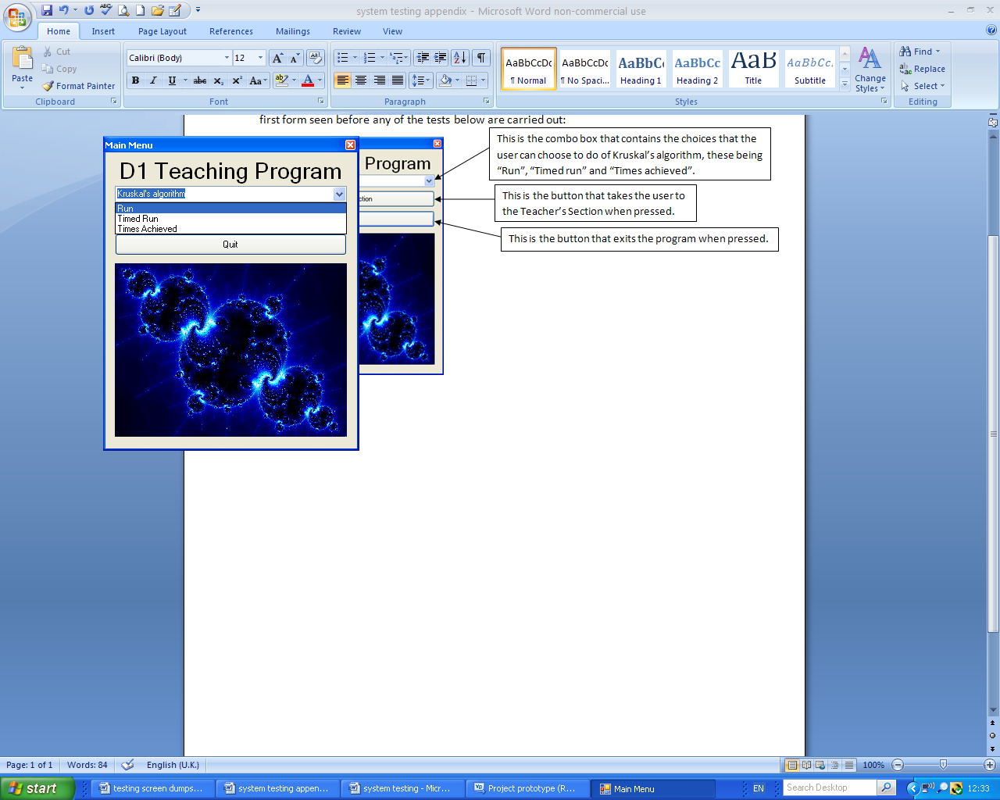 system testing appendix - Microsoft Word non-commercial use
Home Insert Page Layout References Mailings Review View
Paste
Cut
Copy
Format Painter
Clipboard
Calibri (Body) 12
B I U abc x₂ x² Aa
Font
Paragraph
AaBbCcDc AaBbCcDc AaBbCc AaBbCc AaB AaBbCc.
¶ Normal ¶ No Spaci... Heading 1 Heading 2 Title Subtitle
Change Styles
Styles
Find
Replace
Select
Editing
first form seen before any of the tests below are carried out:
Main Menu
D1 Teaching Program
Kruskal's algorithm
Run
Timed Run
Times Achieved
Quit
Program
ction
This is the combo box that contains the choices that the
user can choose to do of Kruskal's algorithm, these being
“Run”, “Timed run” and “Times achieved”.
This is the button that takes the user to
the Teacher's Section when pressed.
This is the button that exits the program when pressed.
Page: 1 of 1 Words: 84 English (U.K.) 100%
start testing screen dumps... system testing appen... system testing - Micr... Project prototype (R... Main Menu EN Search Desktop 12:33